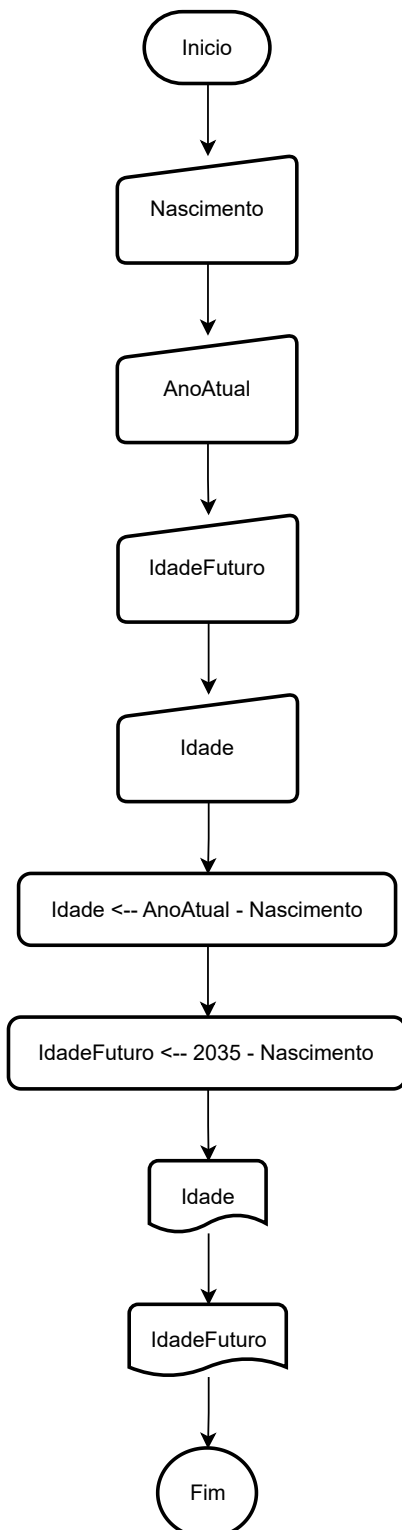 Inicio
Nascimento
AnoAtual
IdadeFuturo
Idade
Idade <-- AnoAtual - Nascimento
IdadeFuturo <-- 2035 - Nascimento
Idade
IdadeFuturo
Fim